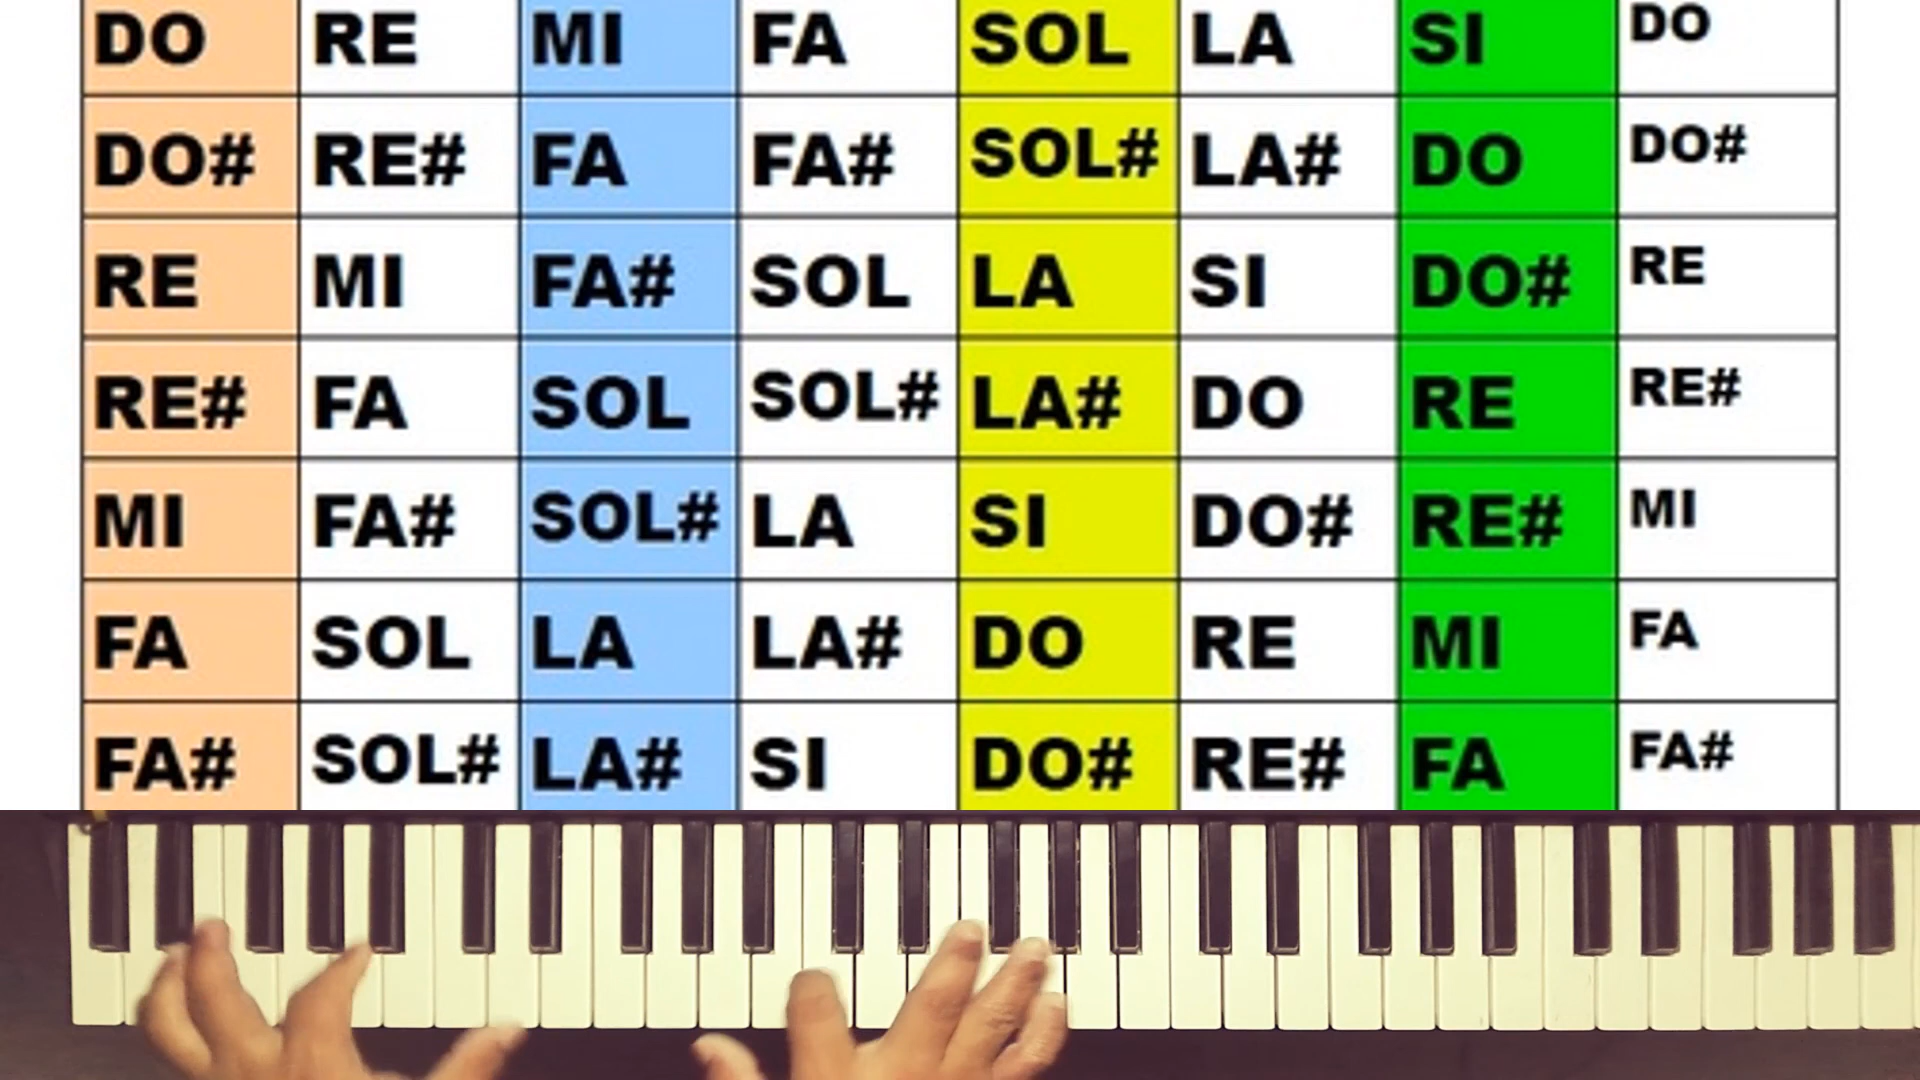 DO RE MI FA SOL LA SI DO
DO# RE# FA FA# SOL# LA# DO DO#
RE MI FA# SOL LA SI DO# RE
RE# FA SOL SOL# LA# DO RE RE#
MI FA# SOL# LA SI DO# RE# MI
FA SOL LA LA# DO RE MI FA
FA# SOL# LA# SI DO# RE# FA FA#